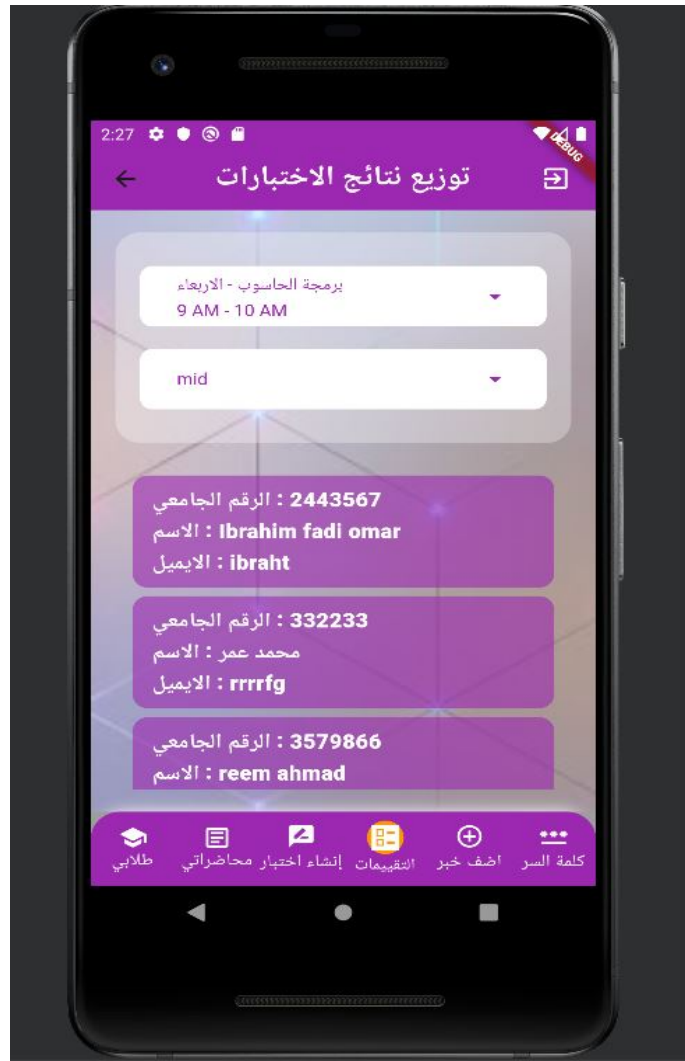 2:27
DEBUG
توزيع نتائج الاختبارات
برمجة الحاسوب - الاربعاء
9 AM - 10 AM
mid
2443567 : الرقم الجامعي
Ibrahim fadi omar : الاسم
ibraht : الايميل
332233 : الرقم الجامعي
محمد عمر : الاسم
rrrrfg : الايميل
3579866 : الرقم الجامعي
reem ahmad : الاسم
طلابي
محاضراتي
إنشاء اختبار
التقييمات
اضف خبر
كلمة السر